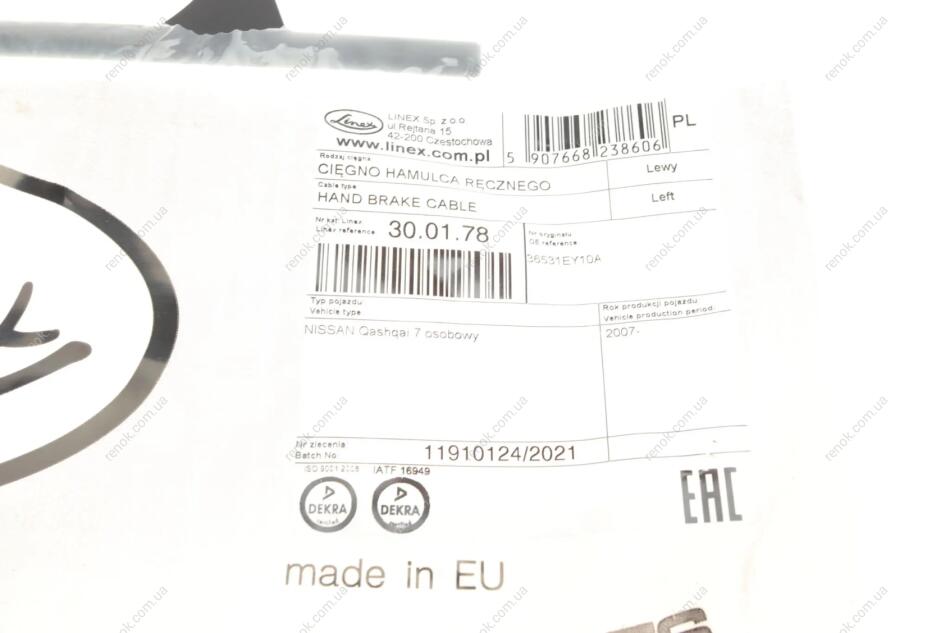 Linex
LINEX Sp. z o.o
ul Rejtana 15
42-200 Częstochowa
www.linex.com.pl
5 907668 238606
PL
Rodzaj cięgna
CIĘGNO HAMULCA RĘCZNEGO
Lewy
Cable type
HAND BRAKE CABLE
Left
Nr kat. Linex
Linex reference
30.01.78
Nr oryginału
OE reference
36531EY10A
Typ pojazdu
Vehicle type
Rok produkcji pojazdu
Vehicle production period:
NISSAN Qashqai 7 osobowy
2007-
Nr zlecenia
Batch No
11910124/2021
ISO 9001:2008
IATF 16949
DEKRA
DEKRA
EAC
made in EU
renok.com.ua